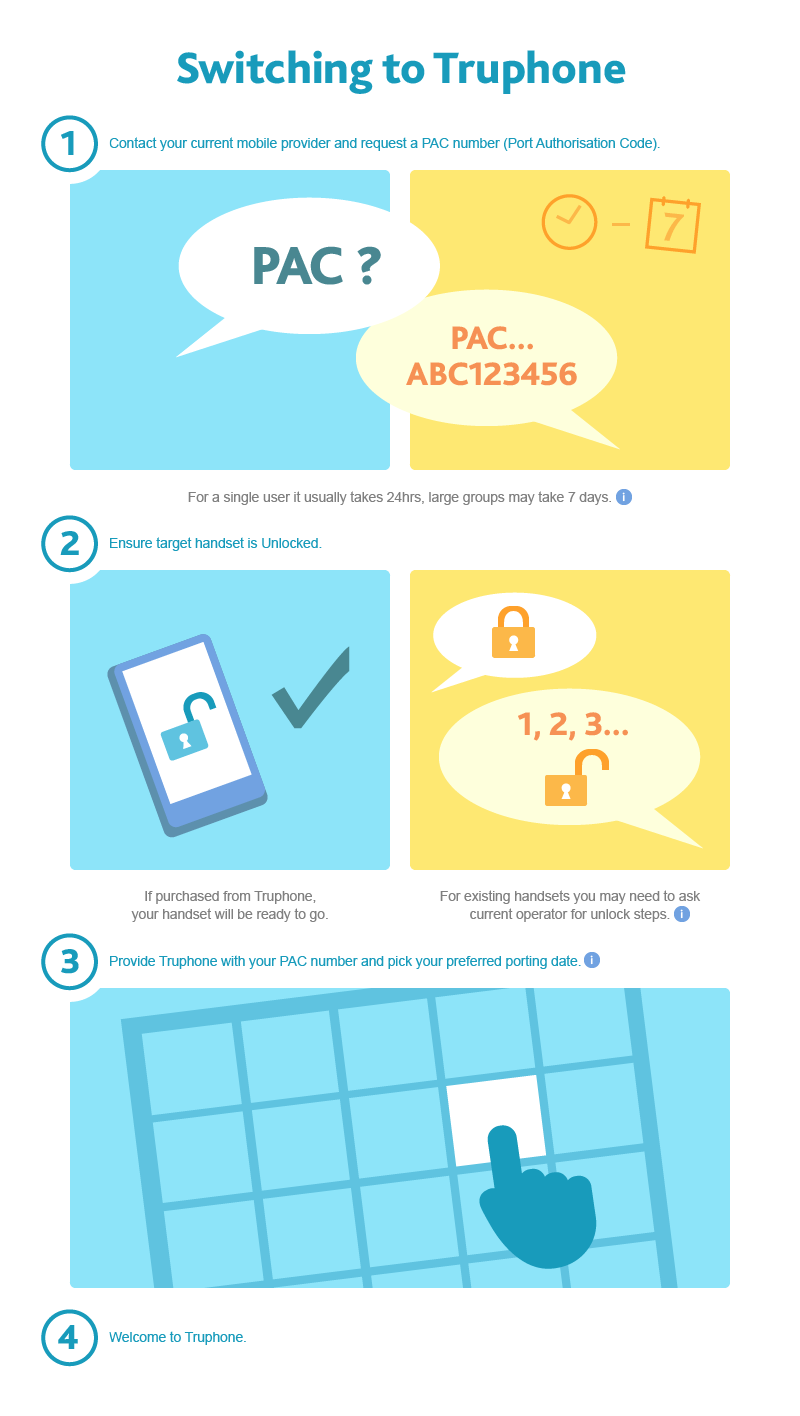 Switching to Truphone
1
Contact your current mobile provider and request a PAC number (Port Authorisation Code).
PAC ?
– 7
PAC...
ABC123456
For a single user it usually takes 24hrs, large groups may take 7 days. i
2
Ensure target handset is Unlocked.
1, 2, 3...
If purchased from Truphone,
your handset will be ready to go.
For existing handsets you may need to ask
current operator for unlock steps. i
3
Provide Truphone with your PAC number and pick your preferred porting date. i
4
Welcome to Truphone.